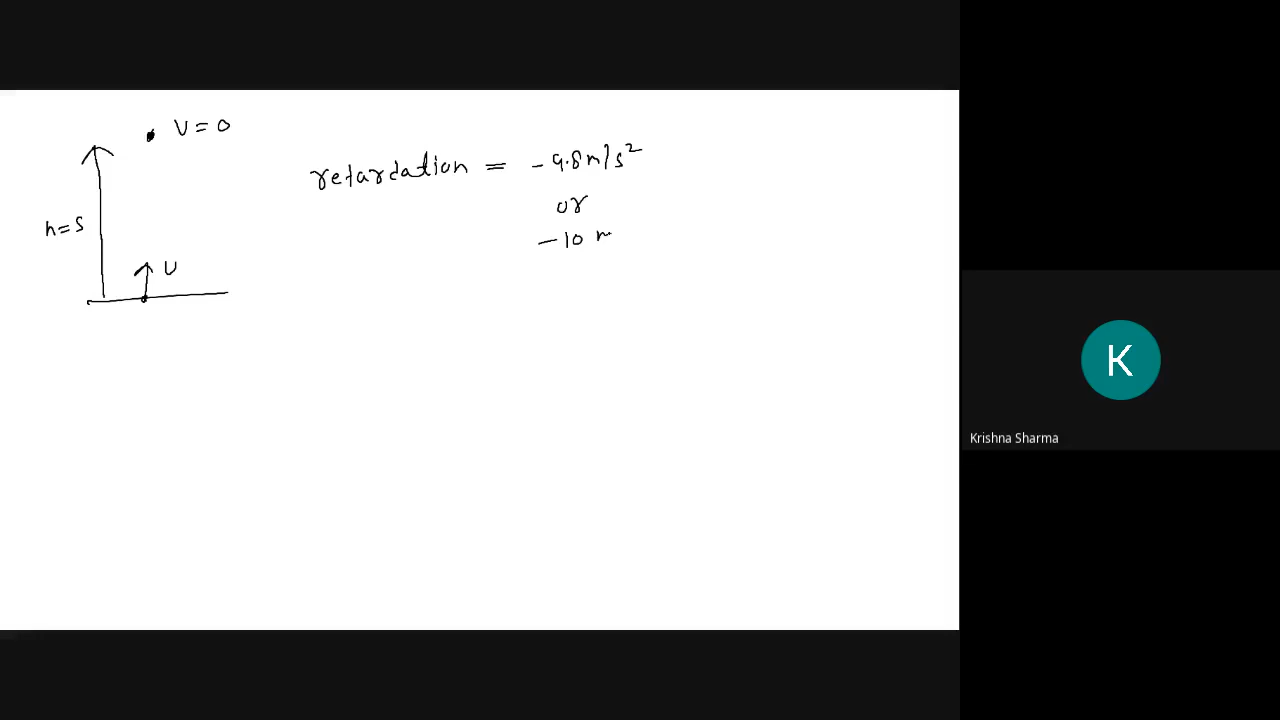 V = 0
retardation = - 9.8 m/s²
or
- 10 m
h = S
U
K
Krishna Sharma